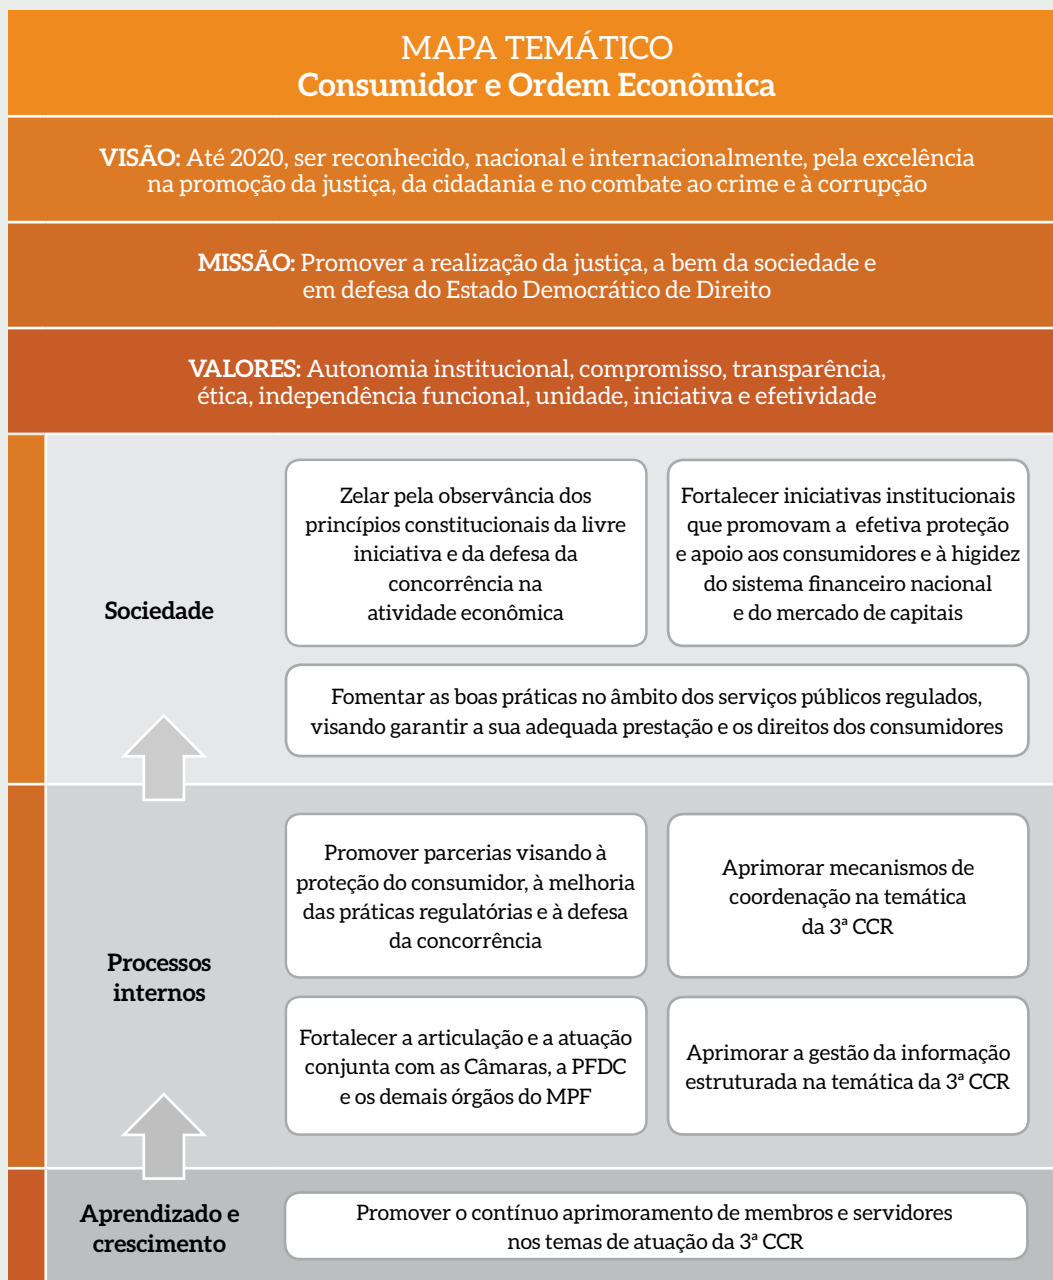 MAPA TEMÁTICO
Consumidor e Ordem Econômica
VISÃO: Até 2020, ser reconhecido, nacional e internacionalmente, pela excelência
na promoção da justiça, da cidadania e no combate ao crime e à corrupção
MISSÃO: Promover a realização da justiça, a bem da sociedade e
em defesa do Estado Democrático de Direito
VALORES: Autonomia institucional, compromisso, transparência,
ética, independência funcional, unidade, iniciativa e efetividade
Sociedade
Zelar pela observância dos
princípios constitucionais da livre
iniciativa e da defesa da
concorrência na
atividade econômica
Fortalecer iniciativas institucionais
que promovam a efetiva proteção
e apoio aos consumidores e à higidez
do sistema financeiro nacional
e do mercado de capitais
Fomentar as boas práticas no âmbito dos serviços públicos regulados,
visando garantir a sua adequada prestação e os direitos dos consumidores
Processos
internos
Promover parcerias visando à
proteção do consumidor, à melhoria
das práticas regulatórias e à defesa
da concorrência
Aprimorar mecanismos de
coordenação na temática
da 3ª CCR
Fortalecer a articulação e a atuação
conjunta com as Câmaras, a PFDC
e os demais órgãos do MPF
Aprimorar a gestão da informação
estruturada na temática da 3ª CCR
Aprendizado e
crescimento
Promover o contínuo aprimoramento de membros e servidores
nos temas de atuação da 3ª CCR